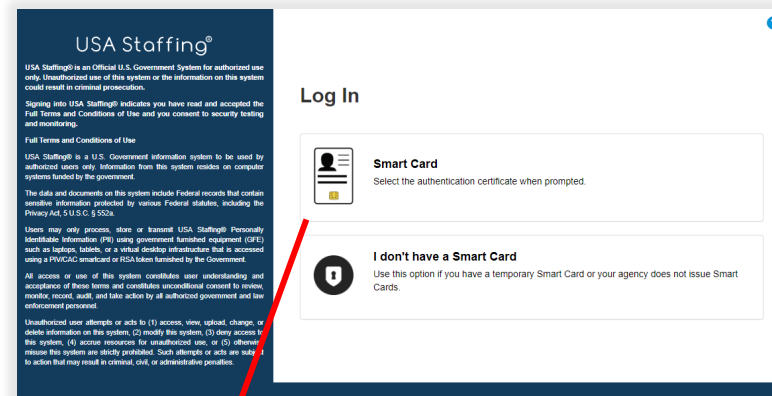 USA Staffing®
USA Staffing® is an Official U.S. Government System for authorized use
only. Unauthorized use of this system or the information on this system
could result in criminal prosecution.
Signing into USA Staffing® indicates you have read and accepted the
Full Terms and Conditions of Use and you consent to security testing
and monitoring.
Full Terms and Conditions of Use
USA Staffing® is a U.S. Government information system to be used by
authorized users only. Information from this system resides on computer
systems funded by the government.
The data and documents on this system include Federal records that contain
sensitive information protected by various Federal statutes, including the
Privacy Act, 5 U.S.C. § 552a.
Users may only process, store or transmit USA Staffing® Personally
Identifiable Information (PII) using government furnished equipment (GFE)
such as laptops, tablets, or a virtual desktop infrastructure that is accessed
using a PIV/CAC smartcard or RSA token furnished by the Government.
All access or use of this system constitutes user understanding and
acceptance of these terms and constitutes unconditional consent to review,
monitor, record, audit, and take action by all authorized government and law
enforcement personnel.
Unauthorized user attempts or acts to (1) access, view, upload, change, or
delete information on this system, (2) modify this system, (3) deny access to
this system, (4) accrue resources for unauthorized use, or (5) otherwise
misuse this system are strictly prohibited. Such attempts or acts are subject
to action that may result in criminal, civil, or administrative penalties.
Log In
Smart Card
Select the authentication certificate when prompted.
I don't have a Smart Card
Use this option if you have a temporary Smart Card or your agency does not issue Smart
Cards.